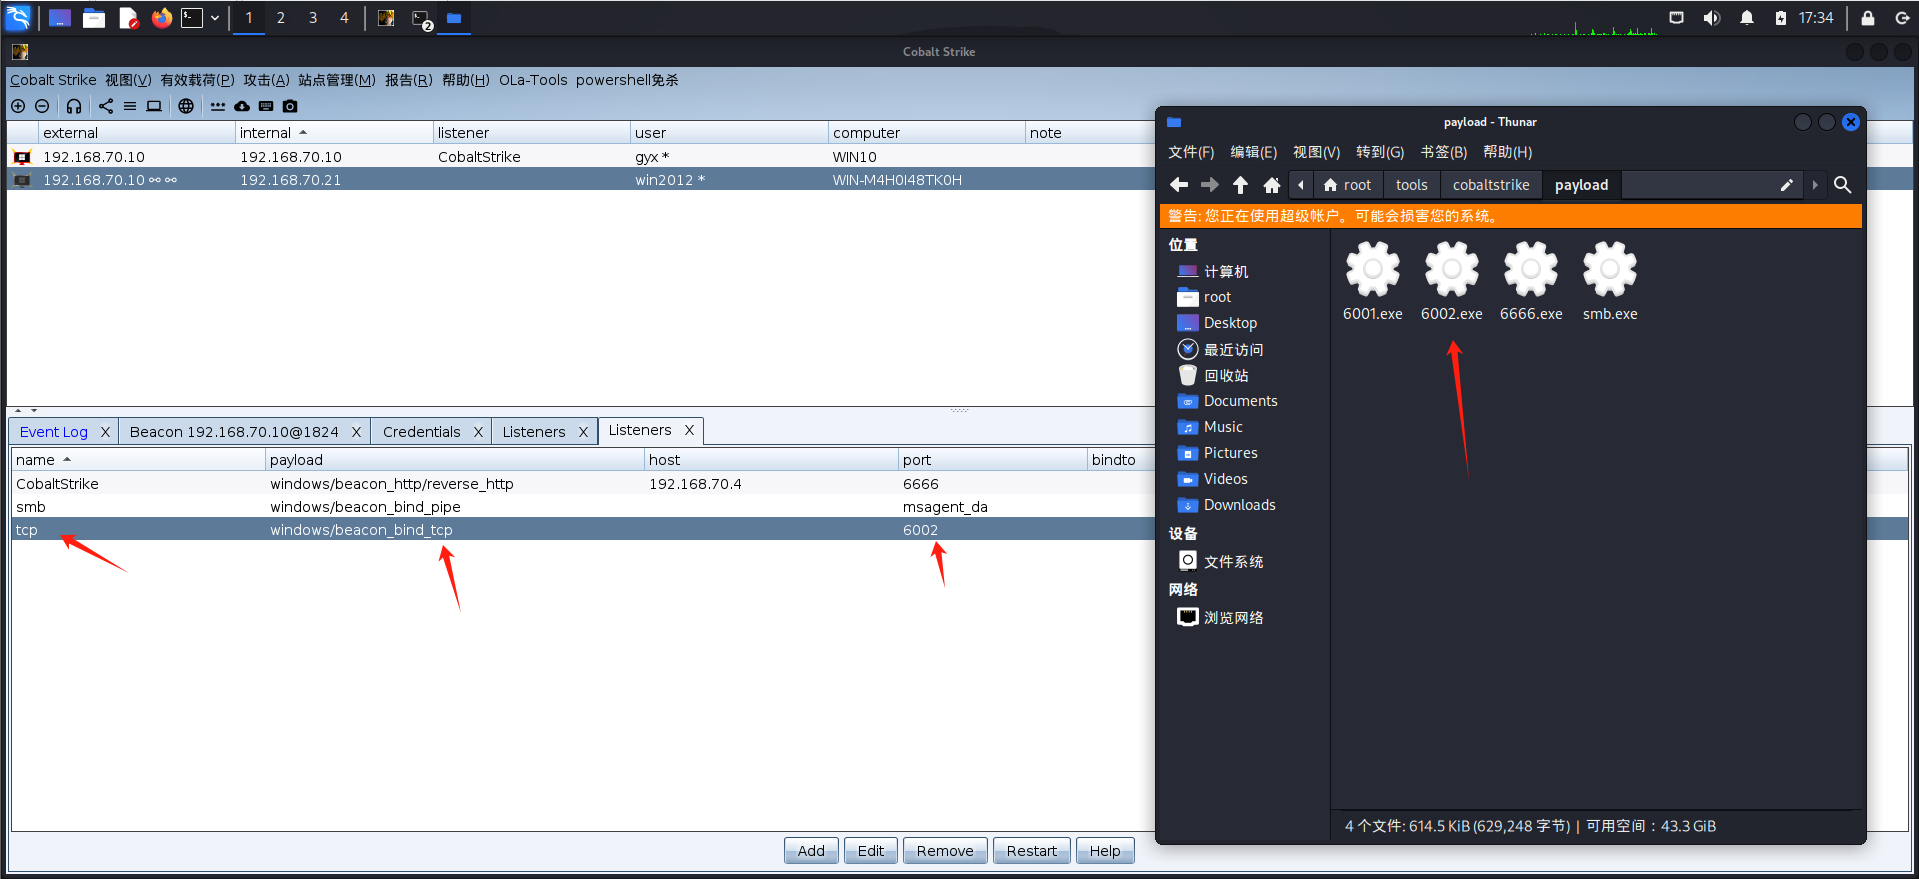 1 2 3 4 2 17:34
Cobalt Strike
Cobalt Strike 视图(V) 有效载荷(P) 攻击(A) 站点管理(M) 报告(R) 帮助(H) OLa-Tools powershell免杀
external internal listener user computer note
192.168.70.10 192.168.70.10 CobaltStrike gyx * WIN10
192.168.70.10 192.168.70.21 win2012 * WIN-M4H0I48TK0H
Event Log X Beacon 192.168.70.10@1824 X Credentials X Listeners X Listeners X
name payload host port bindto
CobaltStrike windows/beacon_http/reverse_http 192.168.70.4 6666
smb windows/beacon_bind_pipe msagent_da
tcp windows/beacon_bind_tcp 6002
Add Edit Remove Restart Help
payload - Thunar
文件(F) 编辑(E) 视图(V) 转到(G) 书签(B) 帮助(H)
root tools cobaltstrike payload
警告: 您正在使用超级帐户。可能会损害您的系统。
位置
计算机
root
Desktop
最近访问
回收站
Documents
Music
Pictures
Videos
Downloads
设备
文件系统
网络
浏览网络
6001.exe 6002.exe 6666.exe smb.exe
4 个文件: 614.5 KiB (629,248 字节) | 可用空间：43.3 GiB